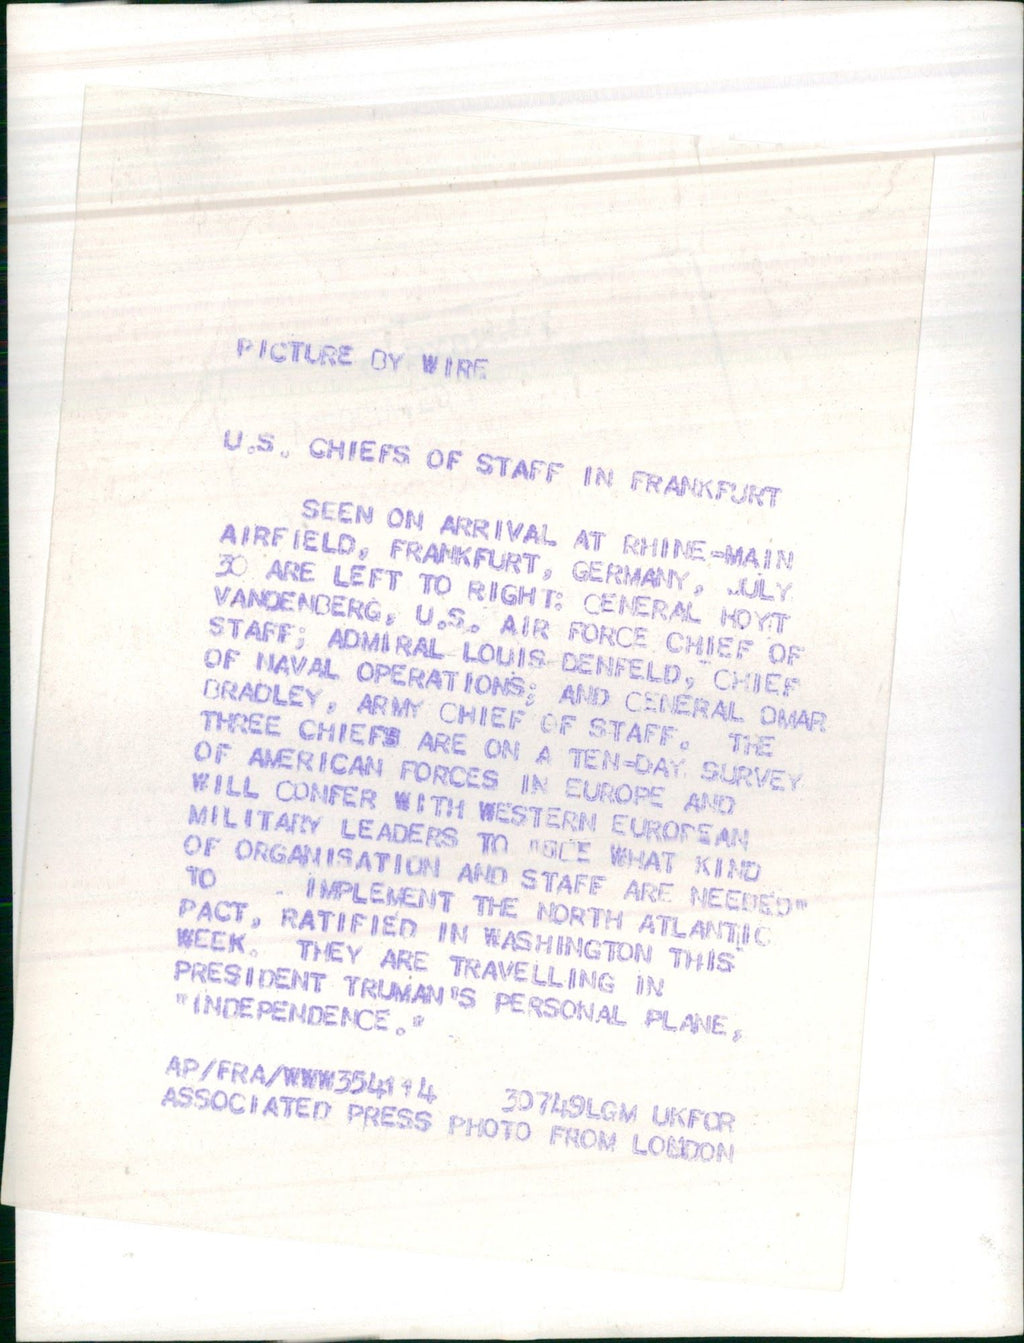 PICTURE BY WIRE
U.S. CHIEFS OF STAFF IN FRANKFURT
SEEN ON ARRIVAL AT RHINE-MAIN
AIRFIELD, FRANKFURT, GERMANY, JULY
30 ARE LEFT TO RIGHT: GENERAL HOYT
VANDENBERG, U.S. AIR FORCE CHIEF OF
STAFF; ADMIRAL LOUIS DENFELD, CHIEF
OF NAVAL OPERATIONS; AND GENERAL OMAR
BRADLEY, ARMY CHIEF OF STAFF. THE
THREE CHIEFS ARE ON A TEN-DAY SURVEY
OF AMERICAN FORCES IN EUROPE AND
WILL CONFER WITH WESTERN EUROPEAN
MILITARY LEADERS TO "SEE WHAT KIND
OF ORGANISATION AND STAFF ARE NEEDED"
TO IMPLEMENT THE NORTH ATLANTIC
PACT, RATIFIED IN WASHINGTON THIS
WEEK. THEY ARE TRAVELLING IN
PRESIDENT TRUMAN'S PERSONAL PLANE,
"INDEPENDENCE."
AP/FRA/WWW354114 30749LGM UKFOR
ASSOCIATED PRESS PHOTO FROM LONDON